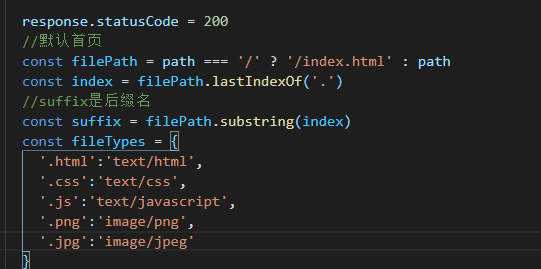 response.statusCode = 200
//默认首页
const filePath = path === '/' ? '/index.html' : path
const index = filePath.lastIndexOf('.')
//suffix是后缀名
const suffix = filePath.substring(index)
const fileTypes = {
'.html':'text/html',
'.css':'text/css',
'.js':'text/javascript',
'.png':'image/png',
'.jpg':'image/jpeg'
}